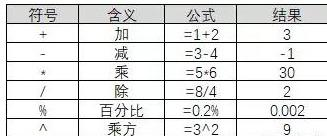 符号 含义 公式 结果
+ 加 =1+2 3
- 减 =3-4 -1
* 乘 =5*6 30
/ 除 =8/4 2
% 百分比 =0.2% 0.002
^ 乘方 =3^2 9